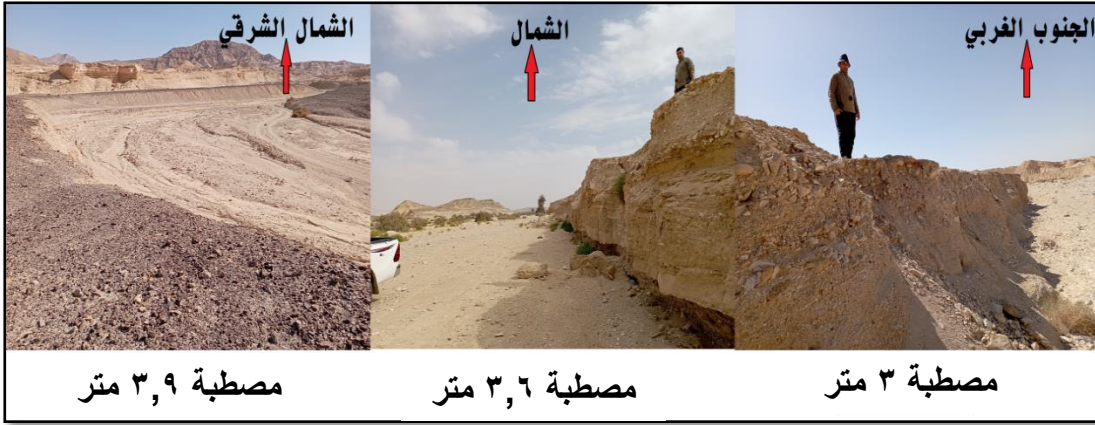 الجنوب الغربي
الشمال
الشمال الشرقي
مصطبة ٣ متر
مصطبة ٣,٦ متر
مصطبة ٣,٩ متر